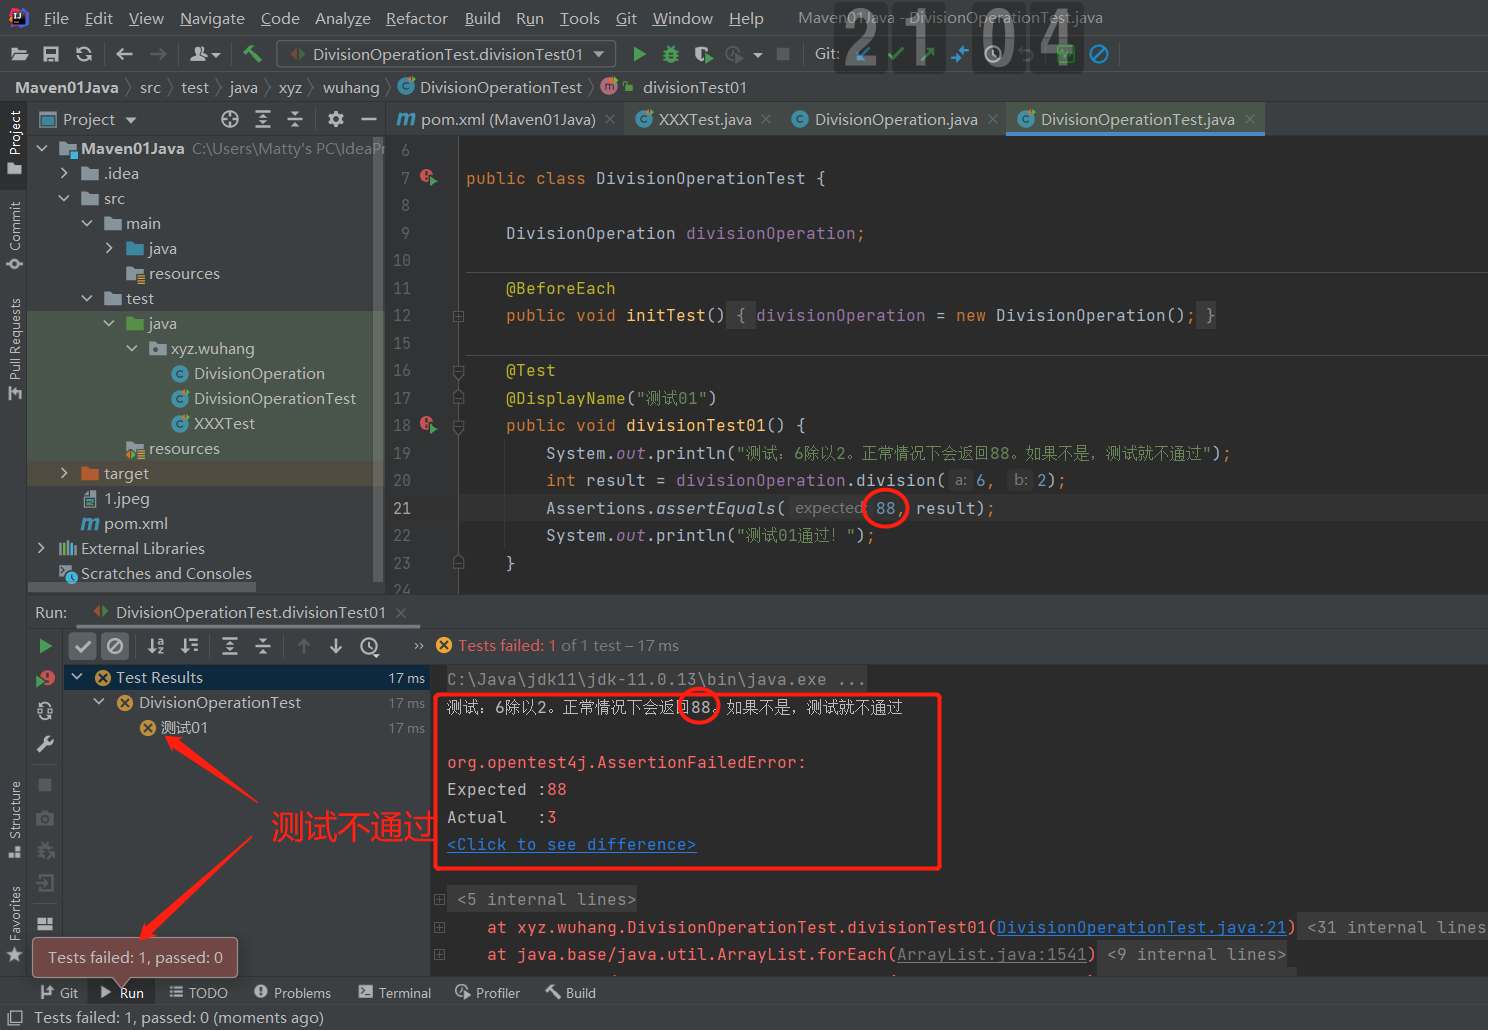 File Edit View Navigate Code Analyze Refactor Build Run Tools Git Window Help Maven01Java - DivisionOperationTest.java
21 04
DivisionOperationTest.divisionTest01 Git:
Maven01Java src test java xyz wuhang DivisionOperationTest divisionTest01
Project
pom.xml (Maven01Java) XXXTest.java DivisionOperation.java DivisionOperationTest.java
Project
Commit
Pull Requests
Structure
Favorites
Maven01Java C:\Users\Matty's PC\IdeaPr
.idea
src
main
java
resources
test
java
xyz.wuhang
DivisionOperation
DivisionOperationTest
XXXTest
resources
target
1.jpeg
pom.xml
External Libraries
Scratches and Consoles
6
7 public class DivisionOperationTest {
8
9 DivisionOperation divisionOperation;
10
11 @BeforeEach
12 public void initTest() { divisionOperation = new DivisionOperation(); }
15
16 @Test
17 @DisplayName("测试01")
18 public void divisionTest01() {
19 System.out.println("测试：6除以2。正常情况下会返回88。如果不是，测试就不通过");
20 int result = divisionOperation.division( a: 6, b: 2);
21 Assertions.assertEquals( expected: 88, result);
22 System.out.println("测试01通过！");
23 }
24
Run: DivisionOperationTest.divisionTest01
Tests failed: 1 of 1 test – 17 ms
Test Results 17 ms
DivisionOperationTest 17 ms
测试01 17 ms
测试不通过
C:\Java\jdk11\jdk-11.0.13\bin\java.exe ...
测试：6除以2。正常情况下会返回88。如果不是，测试就不通过
org.opentest4j.AssertionFailedError:
Expected :88
Actual :3
<Click to see difference>
<5 internal lines>
at xyz.wuhang.DivisionOperationTest.divisionTest01(DivisionOperationTest.java:21) <31 internal lines
at java.base/java.util.ArrayList.forEach(ArrayList.java:1541) <9 internal lines>
Tests failed: 1, passed: 0
Git Run TODO Problems Terminal Profiler Build
Tests failed: 1, passed: 0 (moments ago)